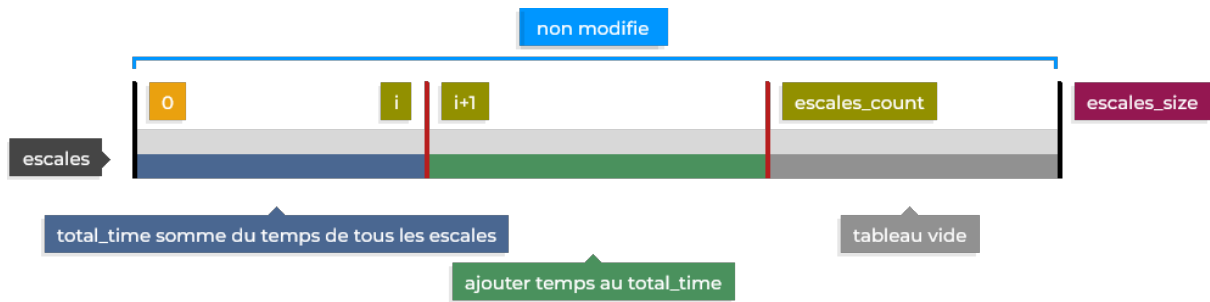 non modifie
0
i
i+1
escales_count
escales_size
escales
total_time somme du temps de tous les escales
tableau vide
ajouter temps au total_time